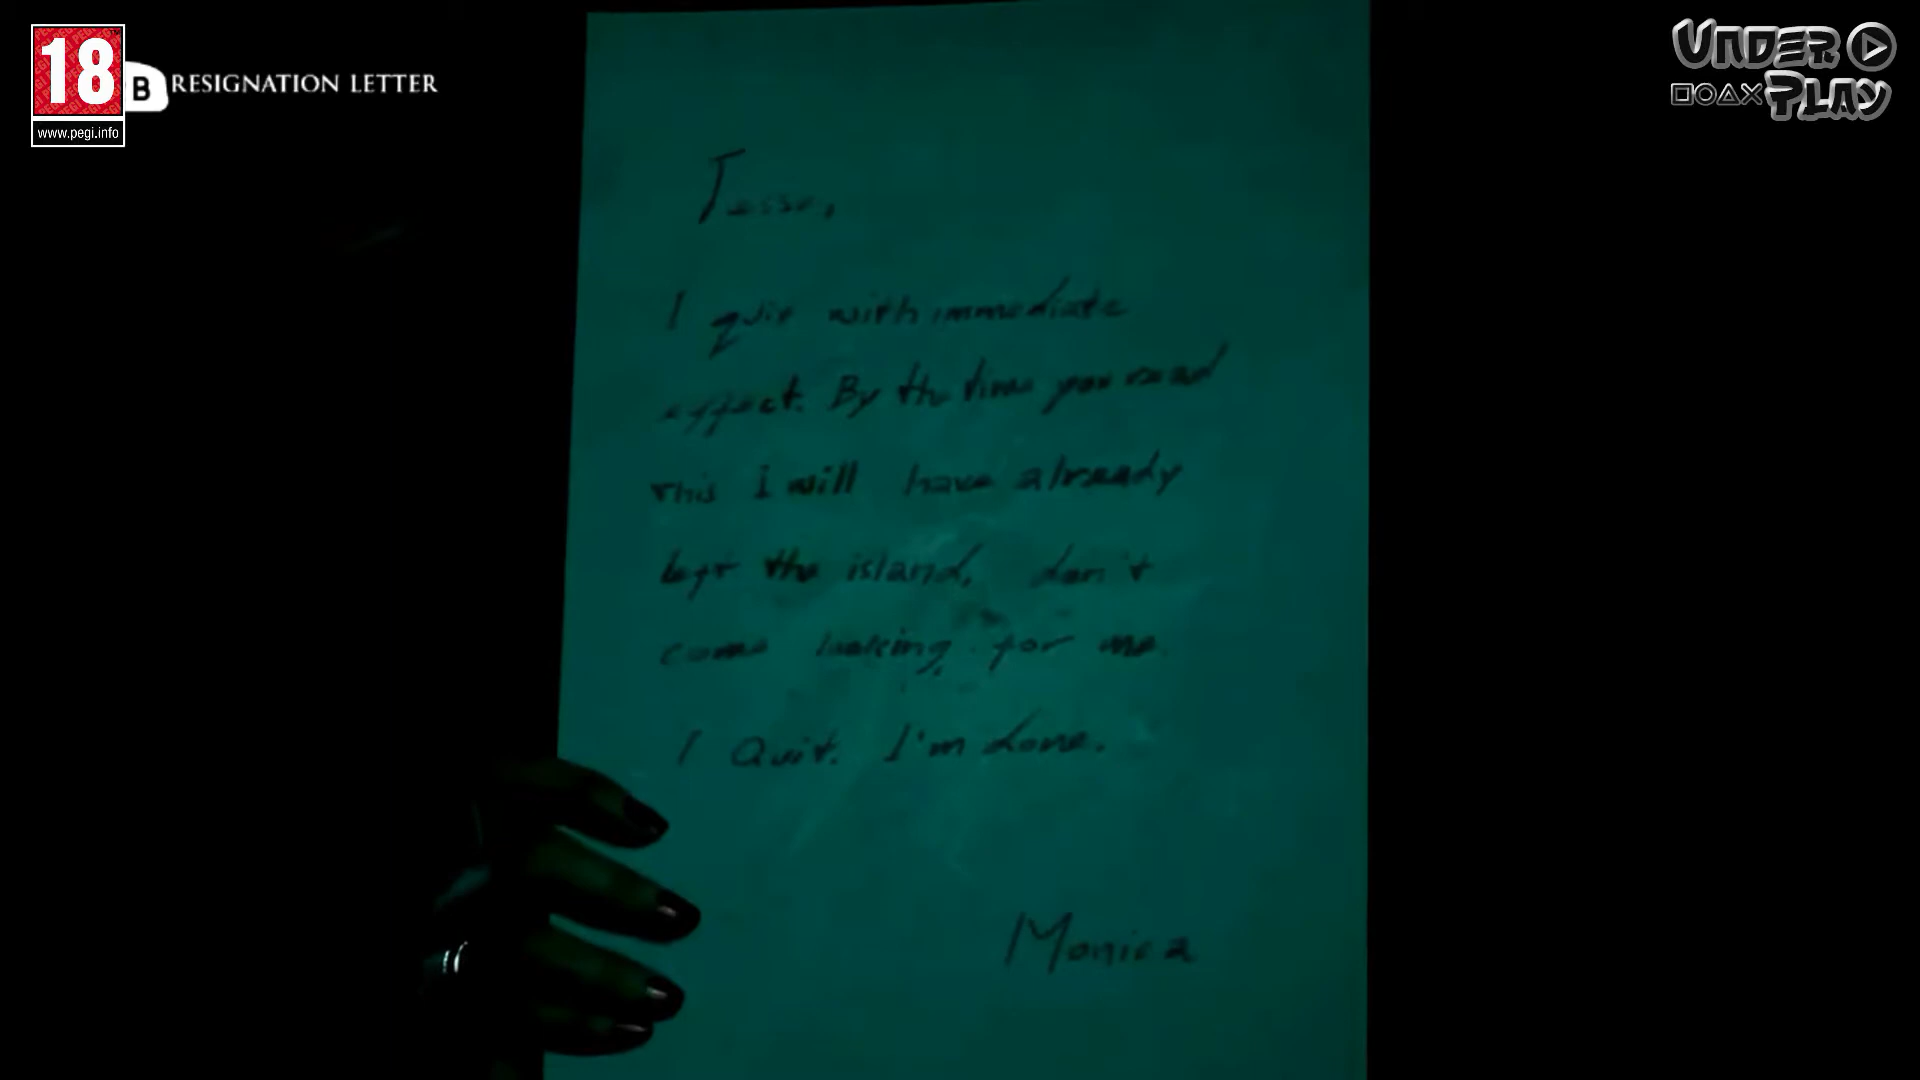 18
www.pegi.info
B RESIGNATION LETTER
UNDER
PLAY
Jesse,
I quit with immediate
effect. By the time you read
this I will have already
left the island, don't
come looking for me
I Quit. I'm done.
Monica